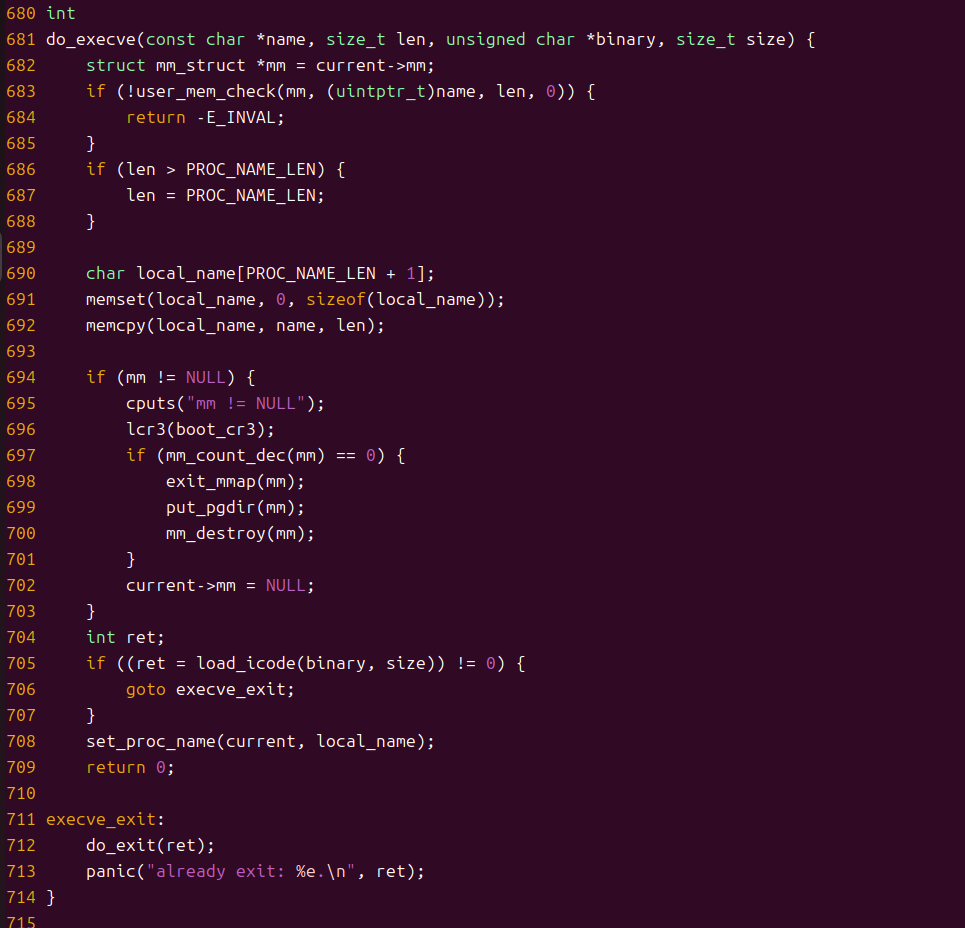 680 int
681 do_execve(const char *name, size_t len, unsigned char *binary, size_t size) {
682     struct mm_struct *mm = current->mm;
683     if (!user_mem_check(mm, (uintptr_t)name, len, 0)) {
684         return -E_INVAL;
685     }
686     if (len > PROC_NAME_LEN) {
687         len = PROC_NAME_LEN;
688     }
689
690     char local_name[PROC_NAME_LEN + 1];
691     memset(local_name, 0, sizeof(local_name));
692     memcpy(local_name, name, len);
693
694     if (mm != NULL) {
695         cputs("mm != NULL");
696         lcr3(boot_cr3);
697         if (mm_count_dec(mm) == 0) {
698             exit_mmap(mm);
699             put_pgdir(mm);
700             mm_destroy(mm);
701         }
702         current->mm = NULL;
703     }
704     int ret;
705     if ((ret = load_icode(binary, size)) != 0) {
706         goto execve_exit;
707     }
708     set_proc_name(current, local_name);
709     return 0;
710
711 execve_exit:
712     do_exit(ret);
713     panic("already exit: %e.\n", ret);
714 }
715